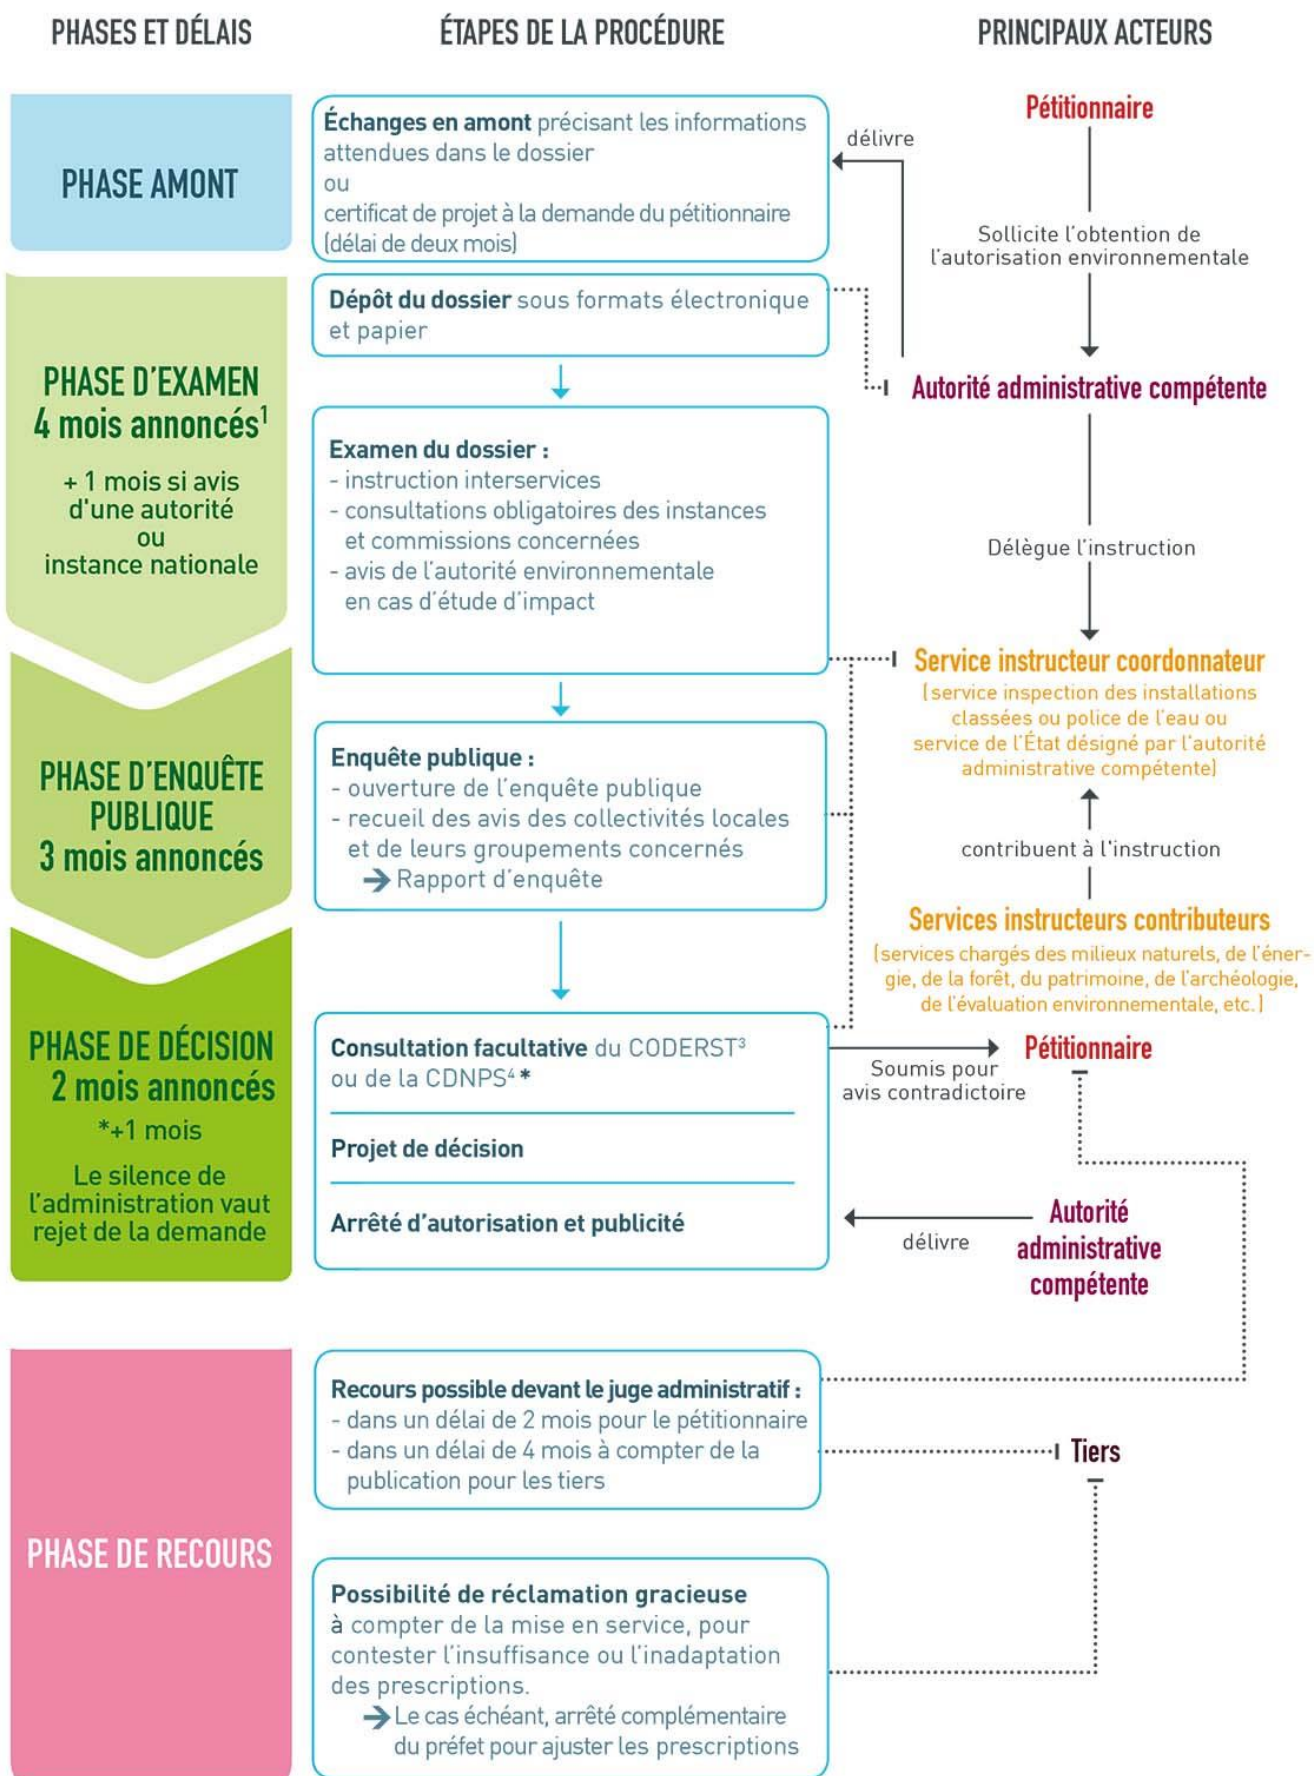 PHASES ET DÉLAIS
ÉTAPES DE LA PROCÉDURE
PRINCIPAUX ACTEURS
PHASE AMONT
Échanges en amont précisant les informations
attendues dans le dossier
ou
certificat de projet à la demande du pétitionnaire
(délai de deux mois)
délivre
Pétitionnaire
Sollicite l'obtention de
l'autorisation environnementale
PHASE D'EXAMEN
4 mois annoncés¹
+ 1 mois si avis
d'une autorité
ou
instance nationale
Dépôt du dossier sous formats électronique
et papier
Autorité administrative compétente
Examen du dossier :
- instruction interservices
- consultations obligatoires des instances
et commissions concernées
- avis de l'autorité environnementale
en cas d'étude d'impact
Délègue l'instruction
Service instructeur coordonnateur
(service inspection des installations
classées ou police de l'eau ou
service de l'État désigné par l'autorité
administrative compétente)
PHASE D'ENQUÊTE
PUBLIQUE
3 mois annoncés
Enquête publique :
- ouverture de l'enquête publique
- recueil des avis des collectivités locales
et de leurs groupements concernés
→ Rapport d'enquête
contribuent à l'instruction
Services instructeurs contributeurs
(services chargés des milieux naturels, de l'éner-
gie, de la forêt, du patrimoine, de l'archéologie,
de l'évaluation environnementale, etc.)
PHASE DE DÉCISION
2 mois annoncés
*+1 mois
Le silence de
l'administration vaut
rejet de la demande
Consultation facultative du CODERST³
ou de la CDNPS⁴ *
Projet de décision
Arrêté d'autorisation et publicité
Soumis pour
avis contradictoire
Pétitionnaire
délivre
Autorité
administrative
compétente
PHASE DE RECOURS
Recours possible devant le juge administratif :
- dans un délai de 2 mois pour le pétitionnaire
- dans un délai de 4 mois à compter de la
publication pour les tiers
Tiers
Possibilité de réclamation gracieuse
à compter de la mise en service, pour
contester l'insuffisance ou l'inadaptation
des prescriptions.
→ Le cas échéant, arrêté complémentaire
du préfet pour ajuster les prescriptions